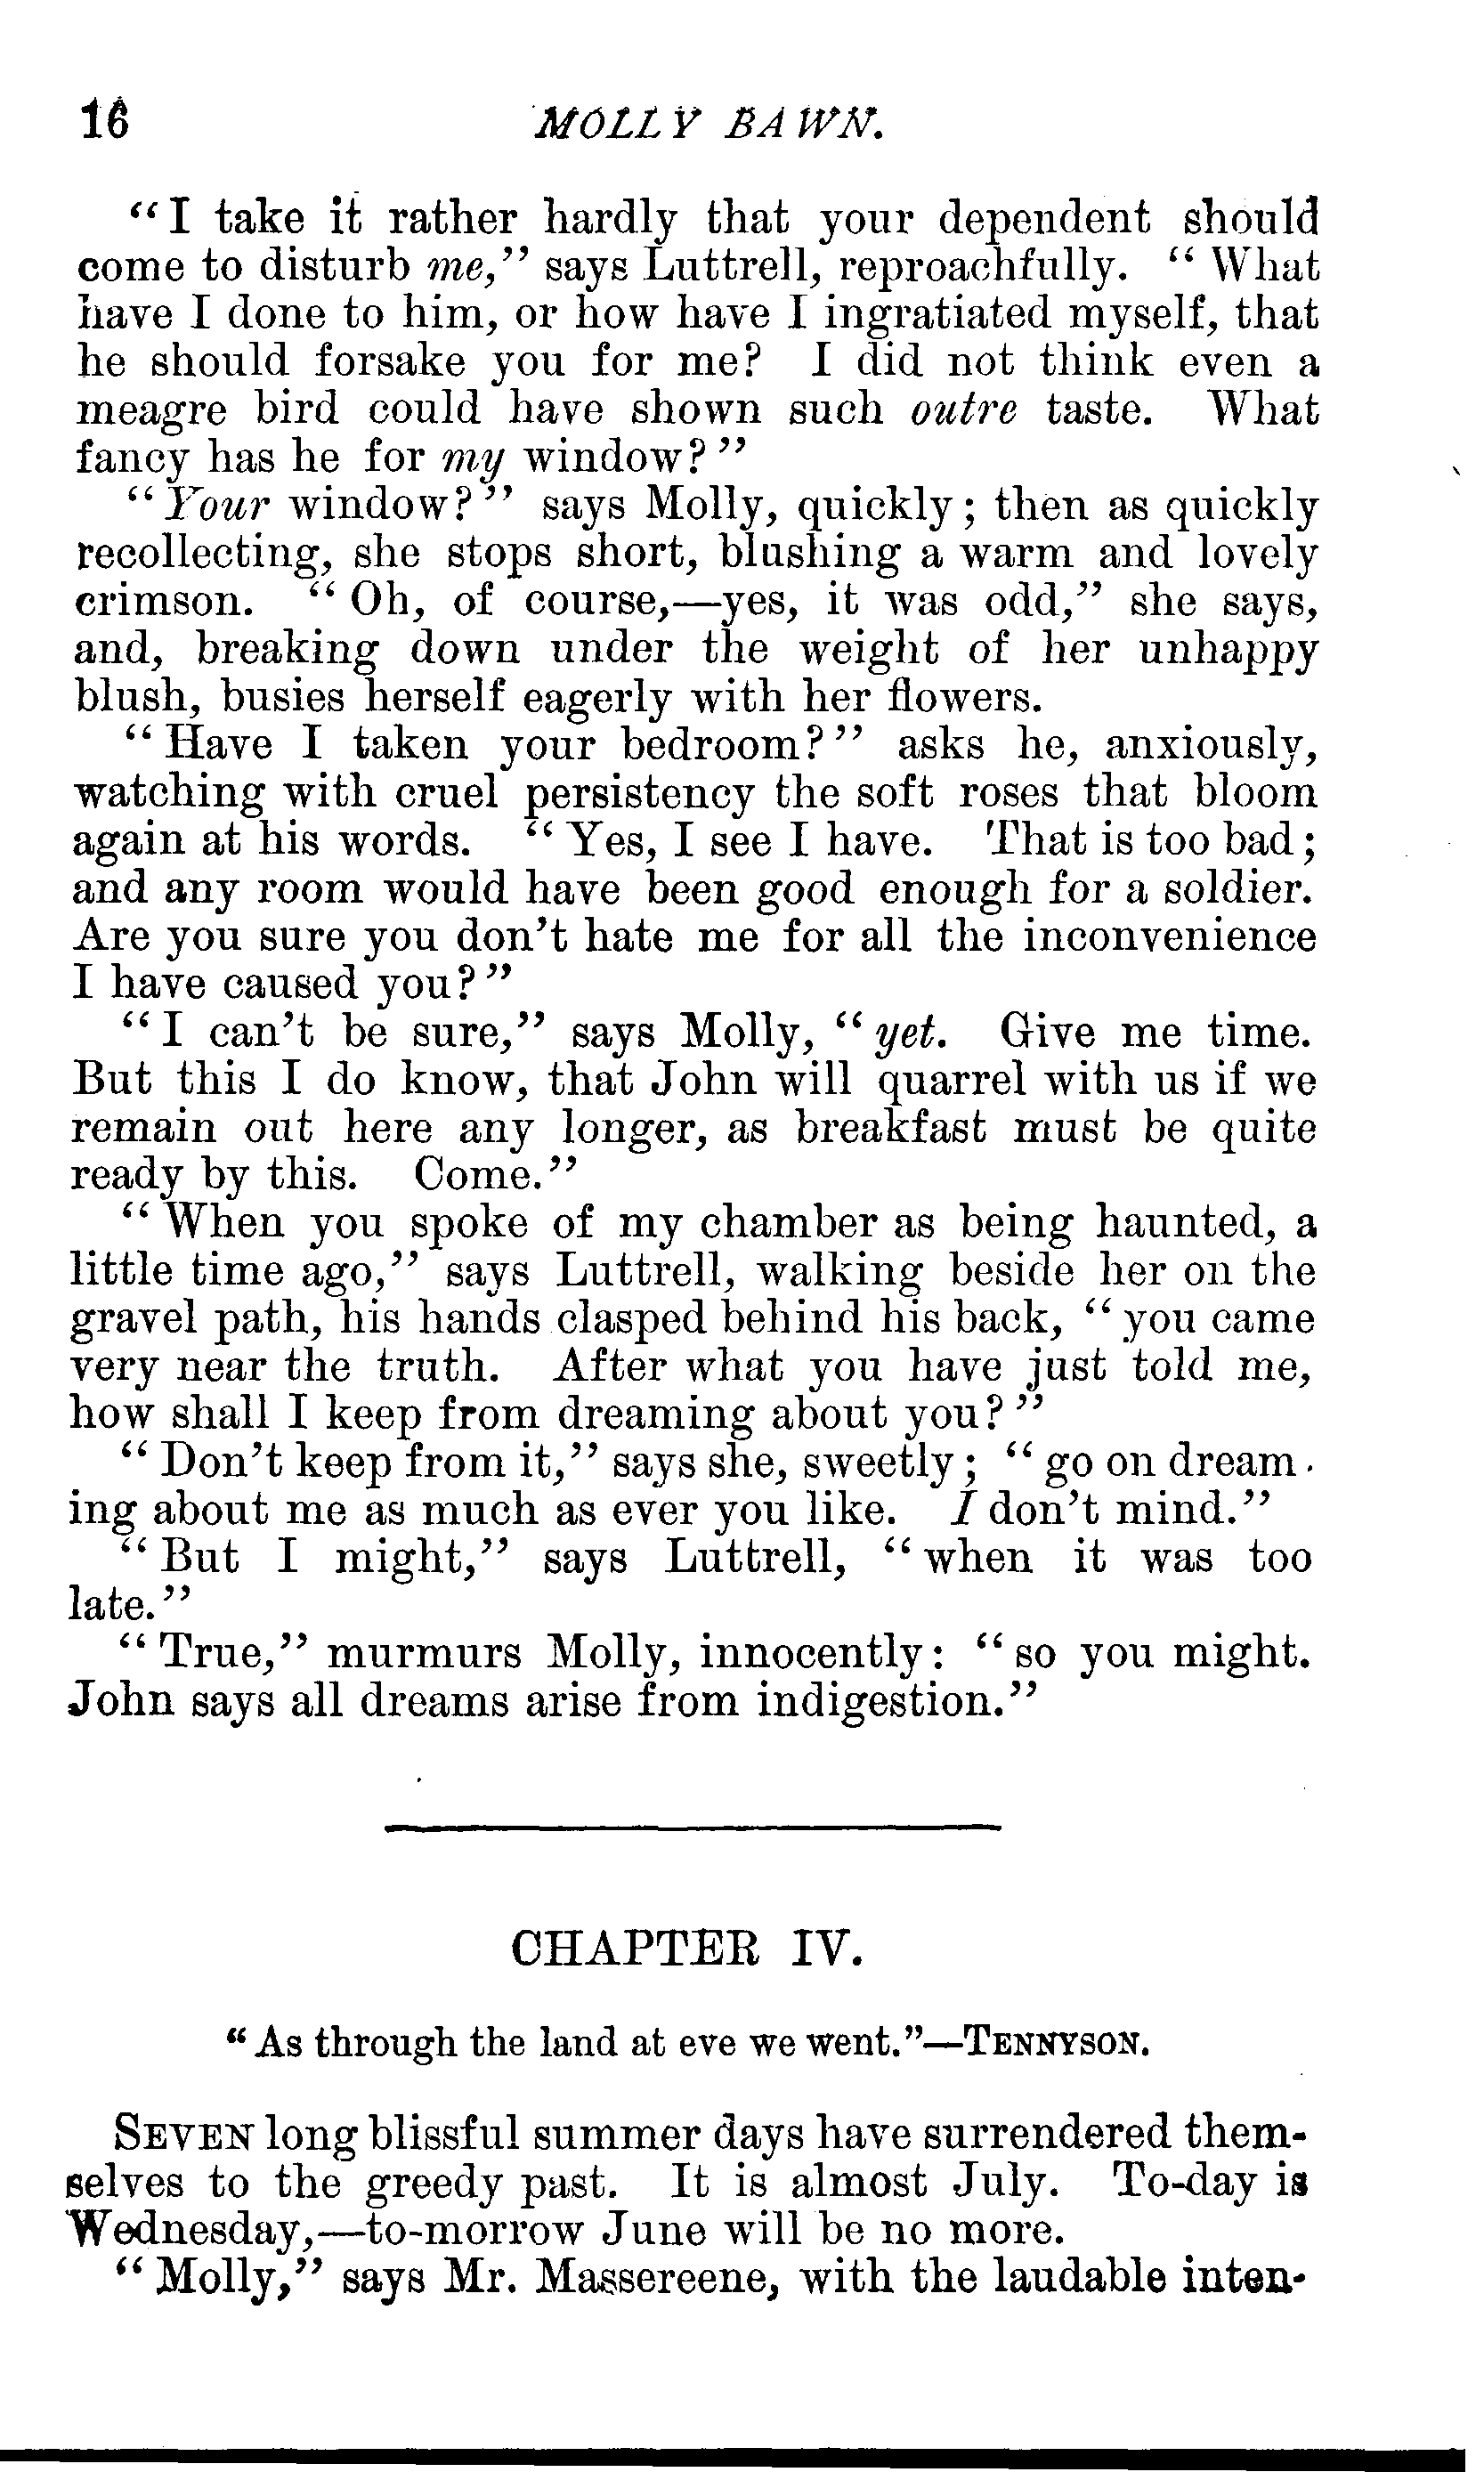 16 MOLLY BAWN.
"I take it rather hardly that your dependent should
come to disturb me," says Luttrell, reproachfully. "What
have I done to him, or how have I ingratiated myself, that
he should forsake you for me? I did not think even a
meagre bird could have shown such outre taste. What
fancy has he for my window?"
"Your window?" says Molly, quickly; then as quickly
recollecting, she stops short, blushing a warm and lovely
crimson. "Oh, of course,—yes, it was odd," she says,
and, breaking down under the weight of her unhappy
blush, busies herself eagerly with her flowers.
"Have I taken your bedroom?" asks he, anxiously,
watching with cruel persistency the soft roses that bloom
again at his words. "Yes, I see I have. That is too bad;
and any room would have been good enough for a soldier.
Are you sure you don't hate me for all the inconvenience
I have caused you?"
"I can't be sure," says Molly, "yet. Give me time.
But this I do know, that John will quarrel with us if we
remain out here any longer, as breakfast must be quite
ready by this. Come."
"When you spoke of my chamber as being haunted, a
little time ago," says Luttrell, walking beside her on the
gravel path, his hands clasped behind his back, "you came
very near the truth. After what you have just told me,
how shall I keep from dreaming about you?"
"Don't keep from it," says she, sweetly; "go on dream-
ing about me as much as ever you like. I don't mind."
"But I might," says Luttrell, "when it was too
late."
"True," murmurs Molly, innocently: "so you might.
John says all dreams arise from indigestion."
CHAPTER IV.
"As through the land at eve we went."—TENNYSON.
SEVEN long blissful summer days have surrendered them-
selves to the greedy past. It is almost July. To-day is
Wednesday,—to-morrow June will be no more.
"Molly," says Mr. Massereene, with the laudable inten-